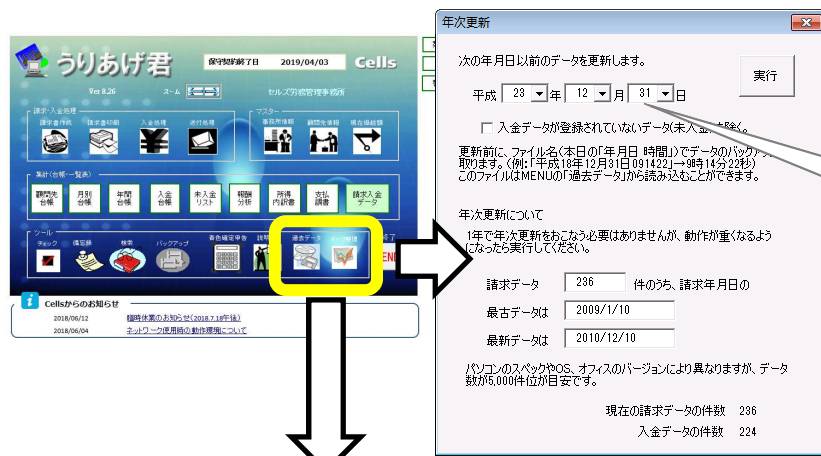 うりあげ君
保守契約終了日 2019/04/03
Cells
Ver 8.26
ズーム
セルズ労務管理事務所
請求・入金処理
請求書作成 請求書印刷 入金処理 送付処理
マスター
事務所情報 顧問先情報 現在繰越額
集計(台帳・一覧表)
顧問先台帳
月別台帳
年間台帳
入金台帳
未入金リスト
報酬分析
所得内訳書
支払調書
請求入金データ
ツール
チェック 備忘録 検索 バックアップ 青色確定申告 説明 過去データ 終了
END
Cellsからのお知らせ
2018/06/12 臨時休業のお知らせ(2018.7.18午後)
2018/06/04 ネットワーク使用時の動作環境について
年次更新
次の年月日以前のデータを更新します。
平成 23 年 12 月 31 日
実行
入金データが登録されていないデータ(未入金)を除く。
更新前に、ファイル名(本日の「年月日 時間」)でデータのバックア
取ります。(例:「平成18年12月31日091422」→9時14分22秒)
このファイルはMENUの「過去データ」から読み込むことができます。
年次更新について
1年で年次更新をおこなう必要はありませんが、動作が重くなるよう
になったら実行してください。
請求データ 236 件のうち、請求年月日の
最古データは 2009/1/10
最新データは 2010/12/10
パソコンのスペックやOS、オフィスのバージョンにより異なりますが、データ
数が5,000件位が目安です。
現在の請求データの件数 236
入金データの件数 224